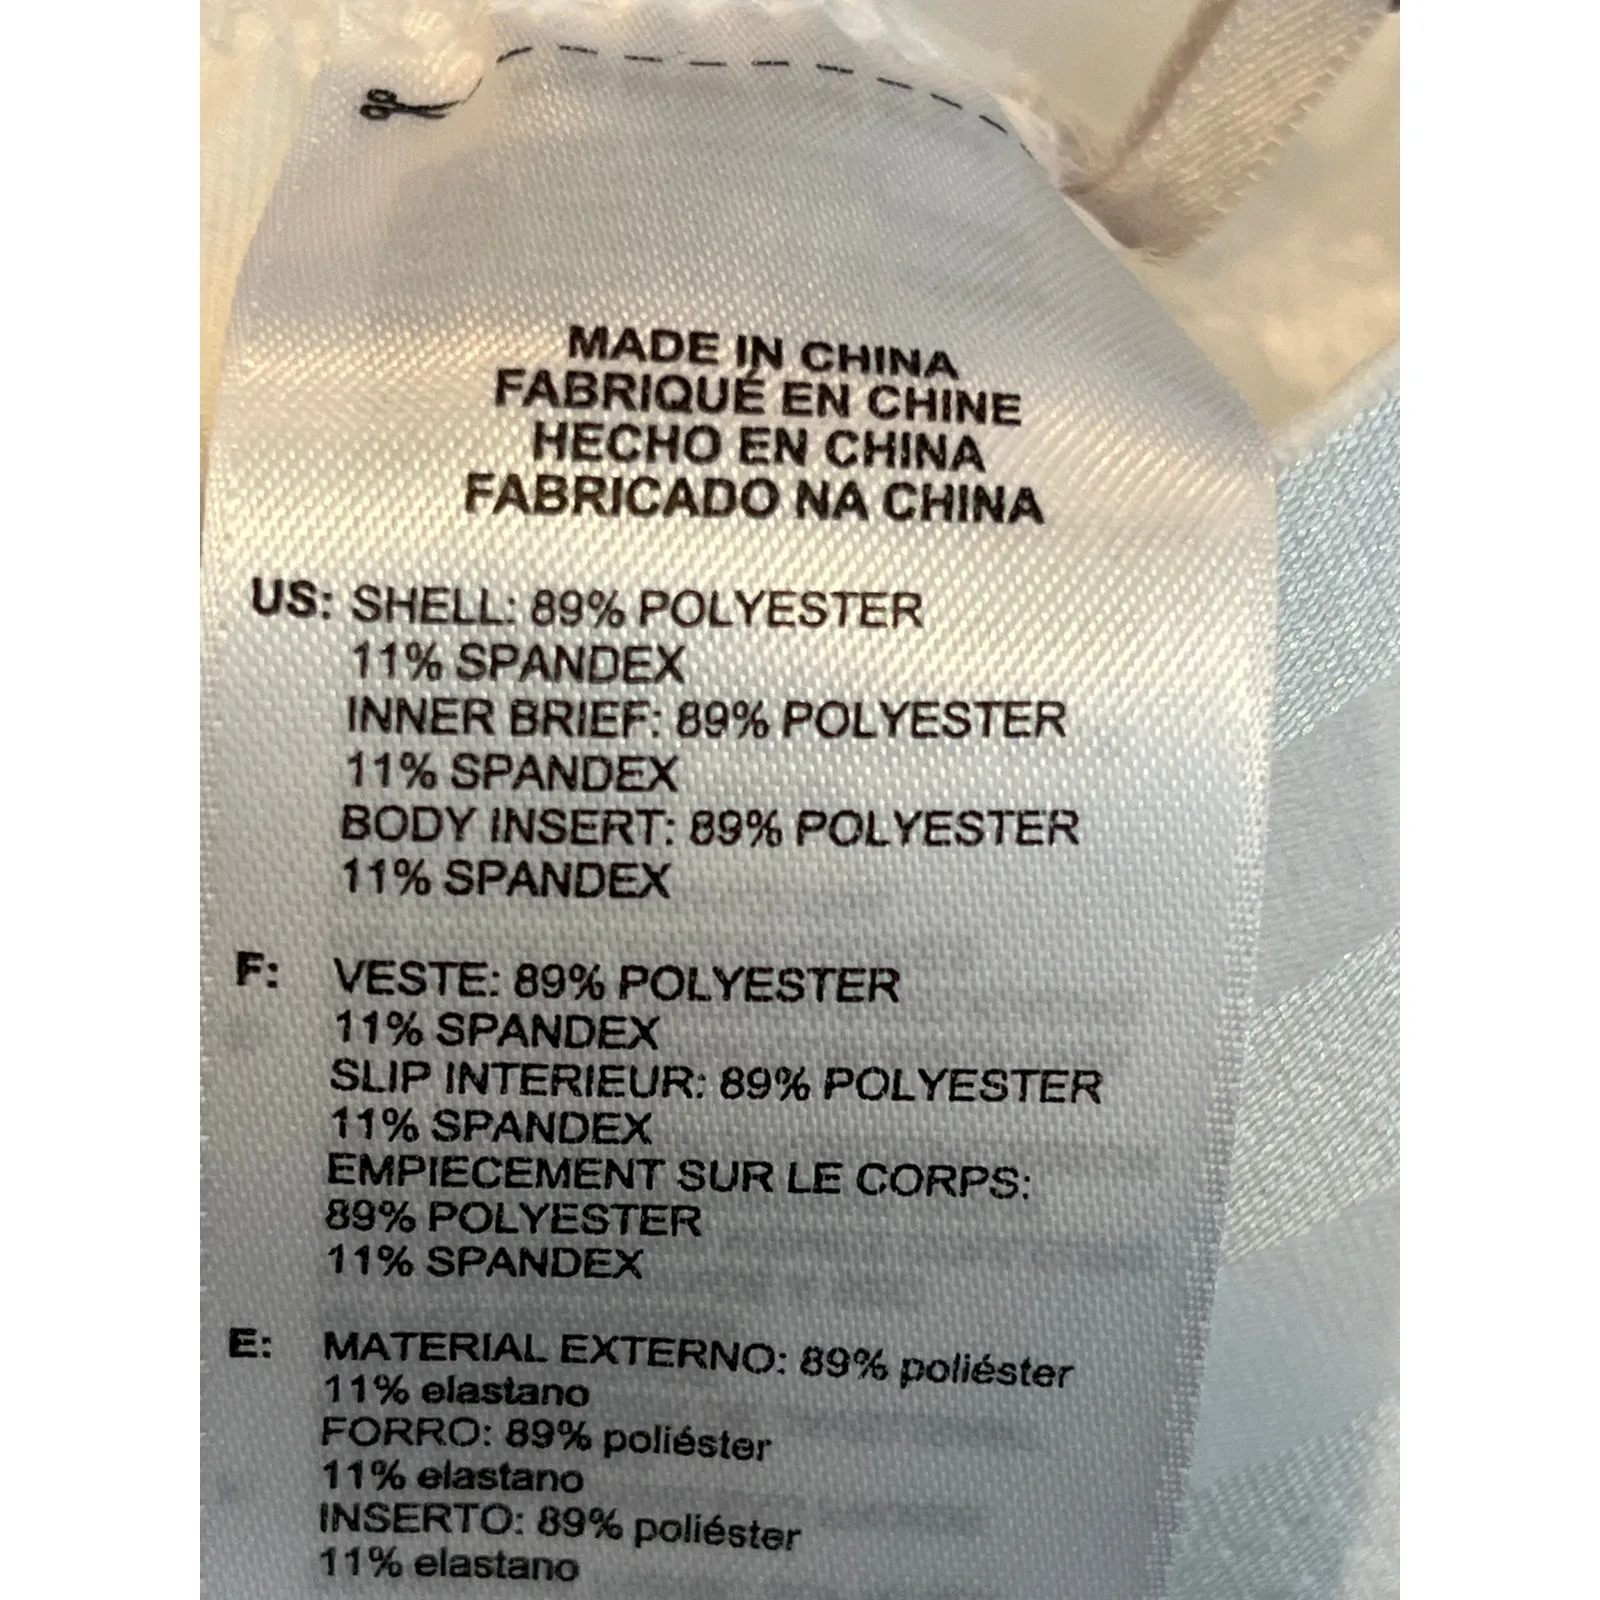 MADE IN CHINA
FABRIQUÉ EN CHINE
HECHO EN CHINA
FABRICADO NA CHINA
US: SHELL: 89% POLYESTER
11% SPANDEX
INNER BRIEF: 89% POLYESTER
11% SPANDEX
BODY INSERT: 89% POLYESTER
11% SPANDEX
F: VESTE: 89% POLYESTER
11% SPANDEX
SLIP INTERIEUR: 89% POLYESTER
11% SPANDEX
EMPIECEMENT SUR LE CORPS:
89% POLYESTER
11% SPANDEX
E: MATERIAL EXTERNO: 89% poliéster
11% elastano
FORRO: 89% poliéster
11% elastano
INSERTO: 89% poliéster
11% elastano